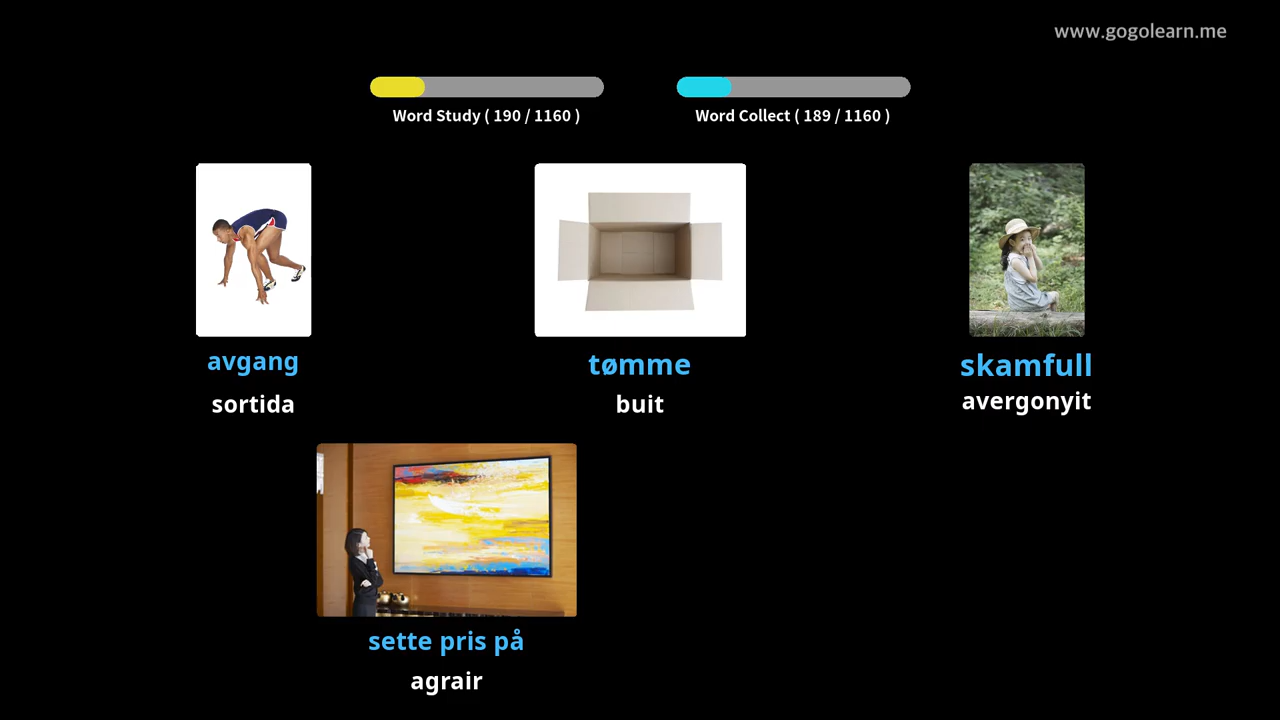 www.gogolearn.me
Word Study ( 190 / 1160 )
Word Collect ( 189 / 1160 )
avgang
sortida
tømme
buit
skamfull
avergonyit
sette pris på
agrair